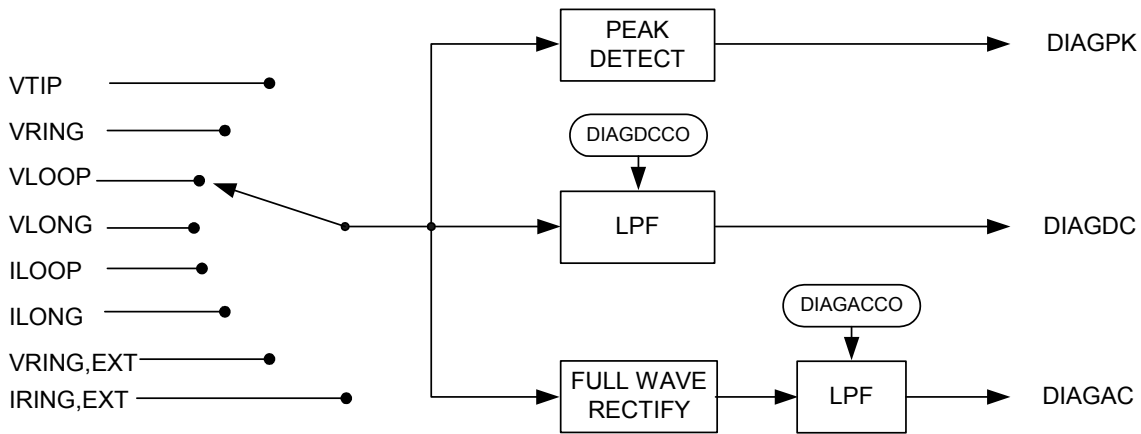 VTIP
VRING
VLOOP
VLONG
ILOOP
ILONG
VRING,EXT
IRING,EXT
PEAK
DETECT
DIAGPK
DIAGDCCO
LPF
DIAGDC
DIAGACCO
FULL WAVE
RECTIFY
LPF
DIAGAC